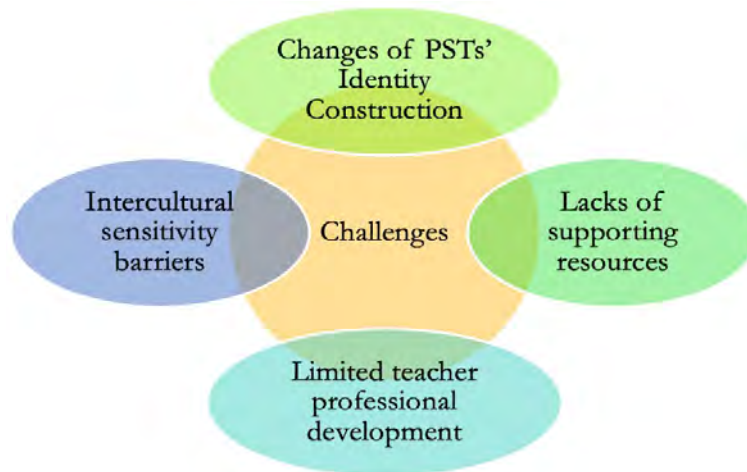 Changes of PSTs'
Identity
Construction
Intercultural
sensitivity
barriers
Challenges
Lacks of
supporting
resources
Limited teacher
professional
development